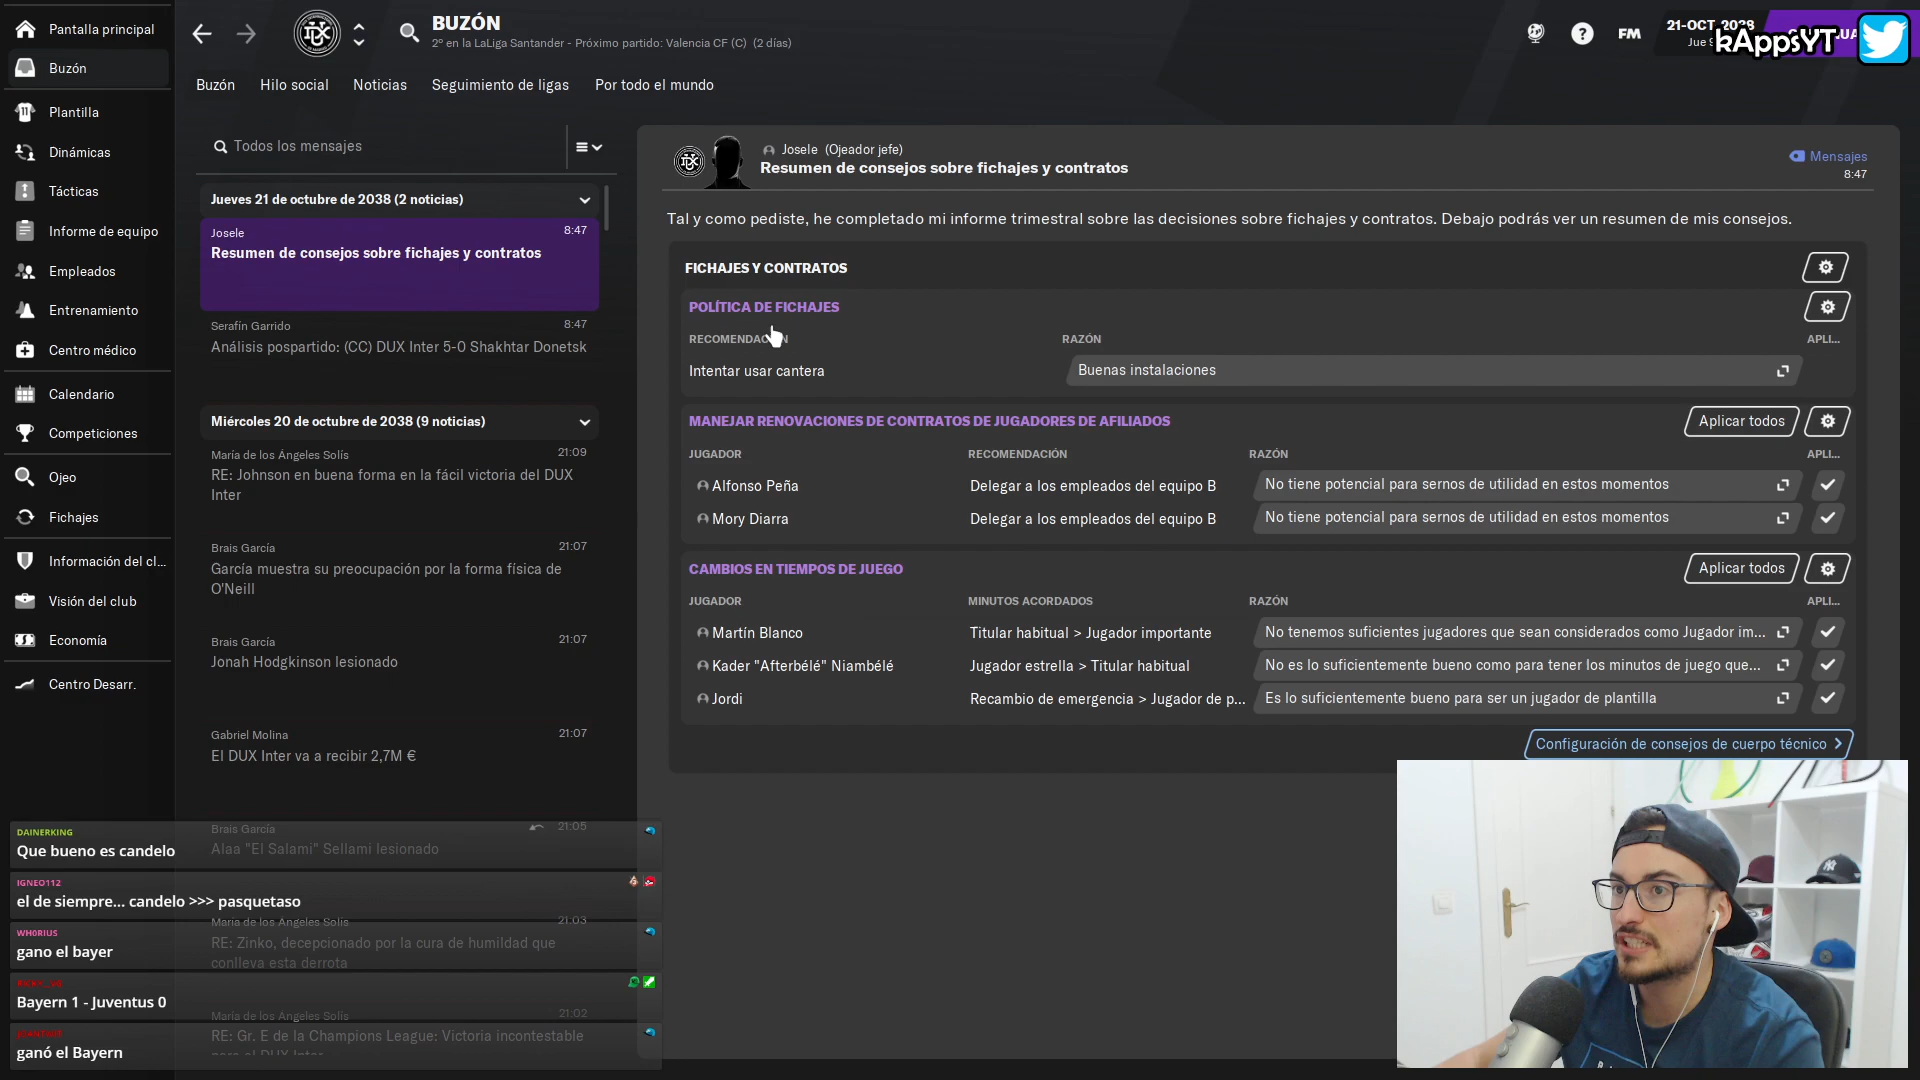 Pantalla principal
Buzón
Plantilla
Dinámicas
Tácticas
Informe de equipo
Empleados
Entrenamiento
Centro médico
Calendario
Competiciones
Ojeo
Fichajes
Información del cl...
Visión del club
Economía
Centro Desarr.
BUZÓN
2º en la LaLiga Santander - Próximo partido: Valencia CF (C) (2 días)
FM
21-OCT 2038
Jue
kAppsYT
Buzón
Hilo social
Noticias
Seguimiento de ligas
Por todo el mundo
Todos los mensajes
Jueves 21 de octubre de 2038 (2 noticias)
Josele
8:47
Resumen de consejos sobre fichajes y contratos
Serafín Garrido
8:47
Análisis pospartido: (CC) DUX Inter 5-0 Shakhtar Donetsk
Miércoles 20 de octubre de 2038 (9 noticias)
María de los Ángeles Solís
21:09
RE: Johnson en buena forma en la fácil victoria del DUX
Inter
Brais García
21:07
García muestra su preocupación por la forma física de
O'Neill
Brais García
21:07
Jonah Hodgkinson lesionado
Gabriel Molina
21:07
El DUX Inter va a recibir 2,7M €
Brais García
21:05
Alaa "El Salami" Sellami lesionado
María de los Ángeles Solís
21:03
RE: Zinko, decepcionado por la cura de humildad que
conlleva esta derrota
María de los Ángeles Solís
21:02
RE: Gr. E de la Champions League: Victoria incontestable
DAINERKING
Que bueno es candelo
IGNEO112
el de siempre... candelo >>> pasquetaso
WH0RIUS
gano el bayer
Bayern 1 - Juventus 0
ganó el Bayern
Josele (Ojeador jefe)
Resumen de consejos sobre fichajes y contratos
Mensajes
8:47
Tal y como pediste, he completado mi informe trimestral sobre las decisiones sobre fichajes y contratos. Debajo podrás ver un resumen de mis consejos.
FICHAJES Y CONTRATOS
POLÍTICA DE FICHAJES
RECOMENDACIÓN
RAZÓN
APLI...
Intentar usar cantera
Buenas instalaciones
MANEJAR RENOVACIONES DE CONTRATOS DE JUGADORES DE AFILIADOS
Aplicar todos
JUGADOR
RECOMENDACIÓN
RAZÓN
APLI...
Alfonso Peña
Delegar a los empleados del equipo B
No tiene potencial para sernos de utilidad en estos momentos
Mory Diarra
Delegar a los empleados del equipo B
No tiene potencial para sernos de utilidad en estos momentos
CAMBIOS EN TIEMPOS DE JUEGO
Aplicar todos
JUGADOR
MINUTOS ACORDADOS
RAZÓN
APLI...
Martín Blanco
Titular habitual > Jugador importante
No tenemos suficientes jugadores que sean considerados como Jugador im...
Kader "Afterbélé" Niambélé
Jugador estrella > Titular habitual
No es lo suficientemente bueno como para tener los minutos de juego que...
Jordi
Recambio de emergencia > Jugador de p...
Es lo suficientemente bueno para ser un jugador de plantilla
Configuración de consejos de cuerpo técnico